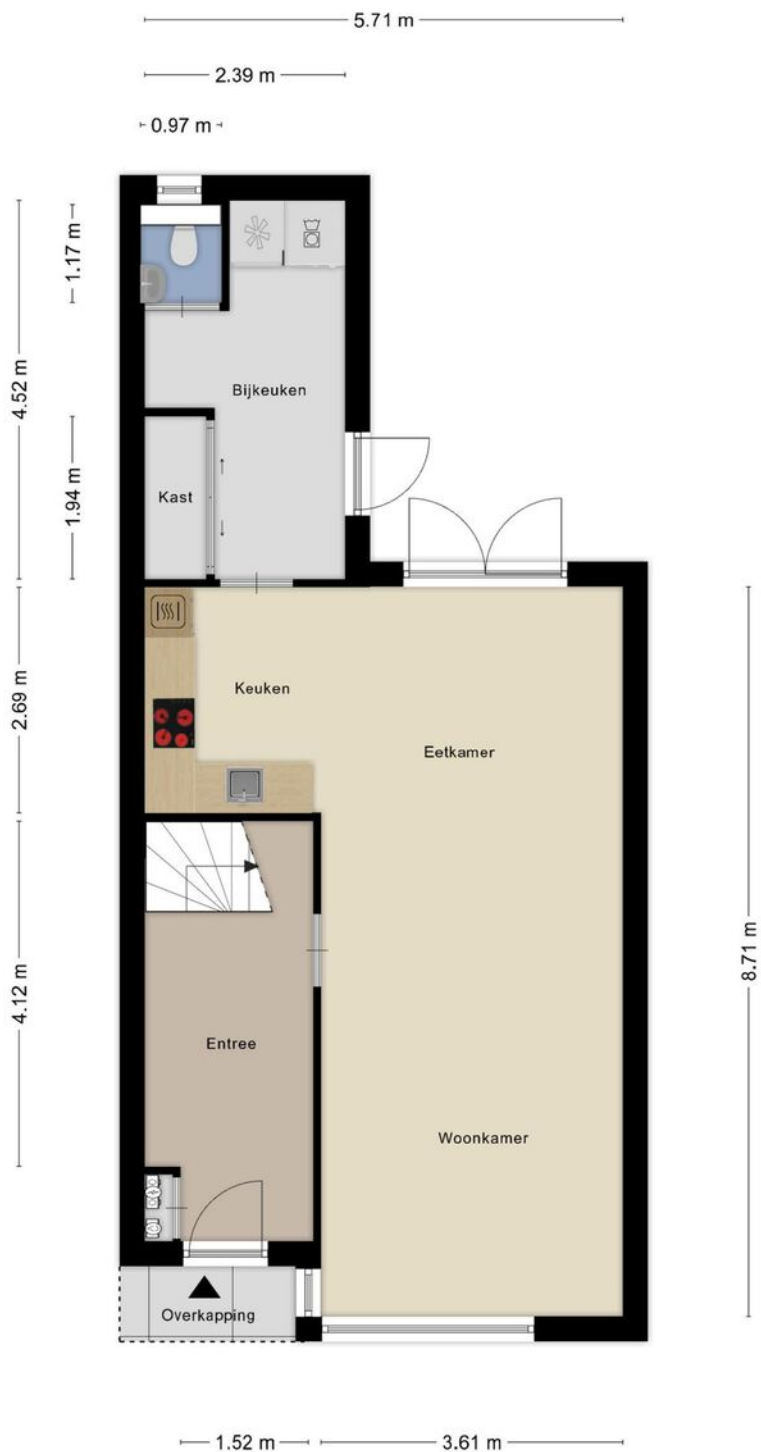 5.71 m
2.39 m
0.97 m
1.17 m
4.52 m
Bijkeuken
1.94 m
Kast
2.69 m
Keuken
Eetkamer
8.71 m
4.12 m
Entree
Woonkamer
Overkapping
1.52 m
3.61 m